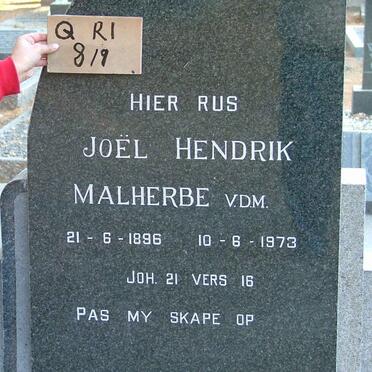 Q R1
8/9
HIER RUS
JOËL HENDRIK
MALHERBE V.D.M.
21-6-1896 10-6-1973
JOH. 21 VERS 16
PAS MY SKAPE OP